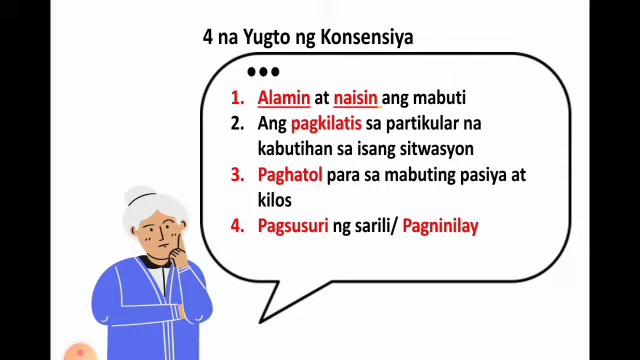 4 na Yugto ng Konsensiya
1. Alamin at naisin ang mabuti
2. Ang pagkilatis sa partikular na
kabutihan sa isang sitwasyon
3. Paghatol para sa mabuting pasiya at
kilos
4. Pagsusuri ng sarili/ Pagninilay